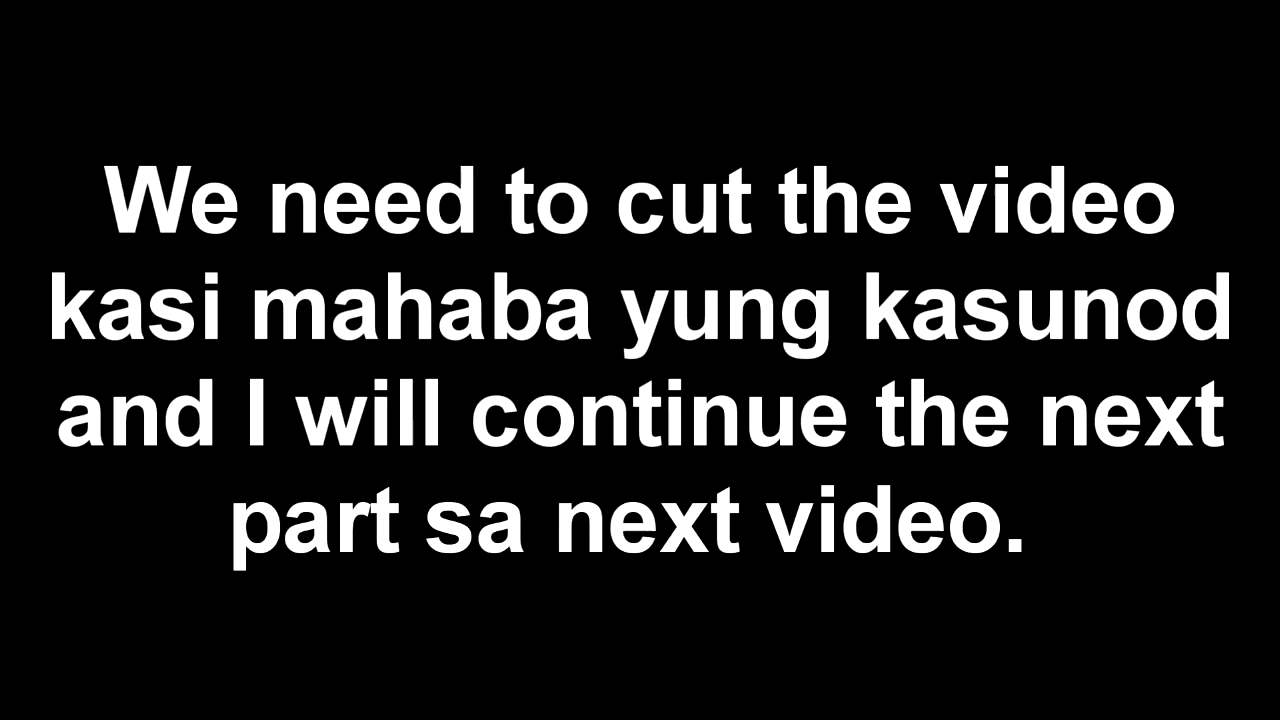 We need to cut the video
kasi mahaba yung kasunod
and I will continue the next
part sa next video.